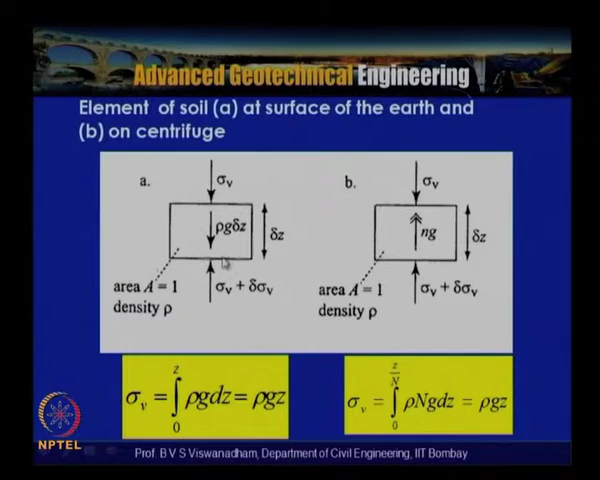 Advanced Geotechnical Engineering
Element of soil (a) at surface of the earth and
(b) on centrifuge
a.
σv
ρgδz
δz
area A = 1
density ρ
σv + δσv
b.
σv
ng
δz
area A = 1
density ρ
σv + δσv
σv = ∫₀ᶻ ρgdz = ρgz
σv = ∫₀^(z/N) ρNgdz = ρgz
NPTEL
Prof. B V S Viswanadham, Department of Civil Engineering, IIT Bombay